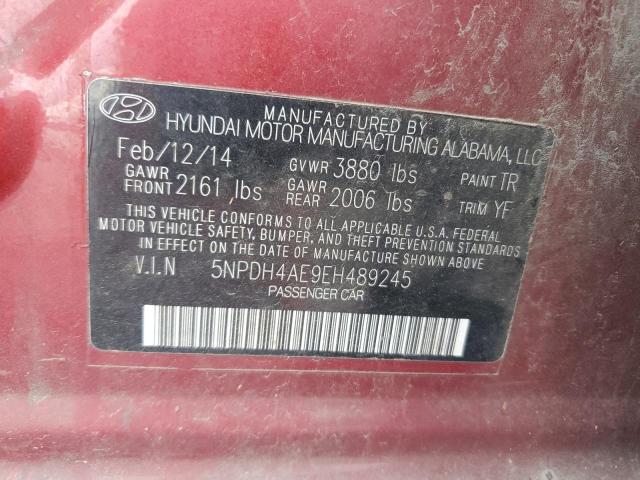 MANUFACTURED BY
HYUNDAI MOTOR MANUFACTURING ALABAMA, LLC
Feb/12/14 GVWR 3880 lbs PAINT TR
GAWR FRONT 2161 lbs GAWR REAR 2006 lbs TRIM YF
THIS VEHICLE CONFORMS TO ALL APPLICABLE U.S.A. FEDERAL
MOTOR VEHICLE SAFETY, BUMPER, AND THEFT PREVENTION STANDARDS
IN EFFECT ON THE DATE OF MANUFACTURE SHOWN ABOVE.
V.I.N 5NPDH4AE9EH489245
PASSENGER CAR